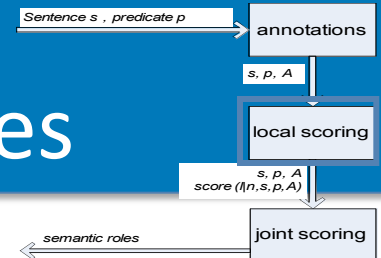 Sentence s , predicate p
annotations
s, p, A
es
local scoring
s, p, A
score (l|n,s,p,A)
semantic roles
joint scoring